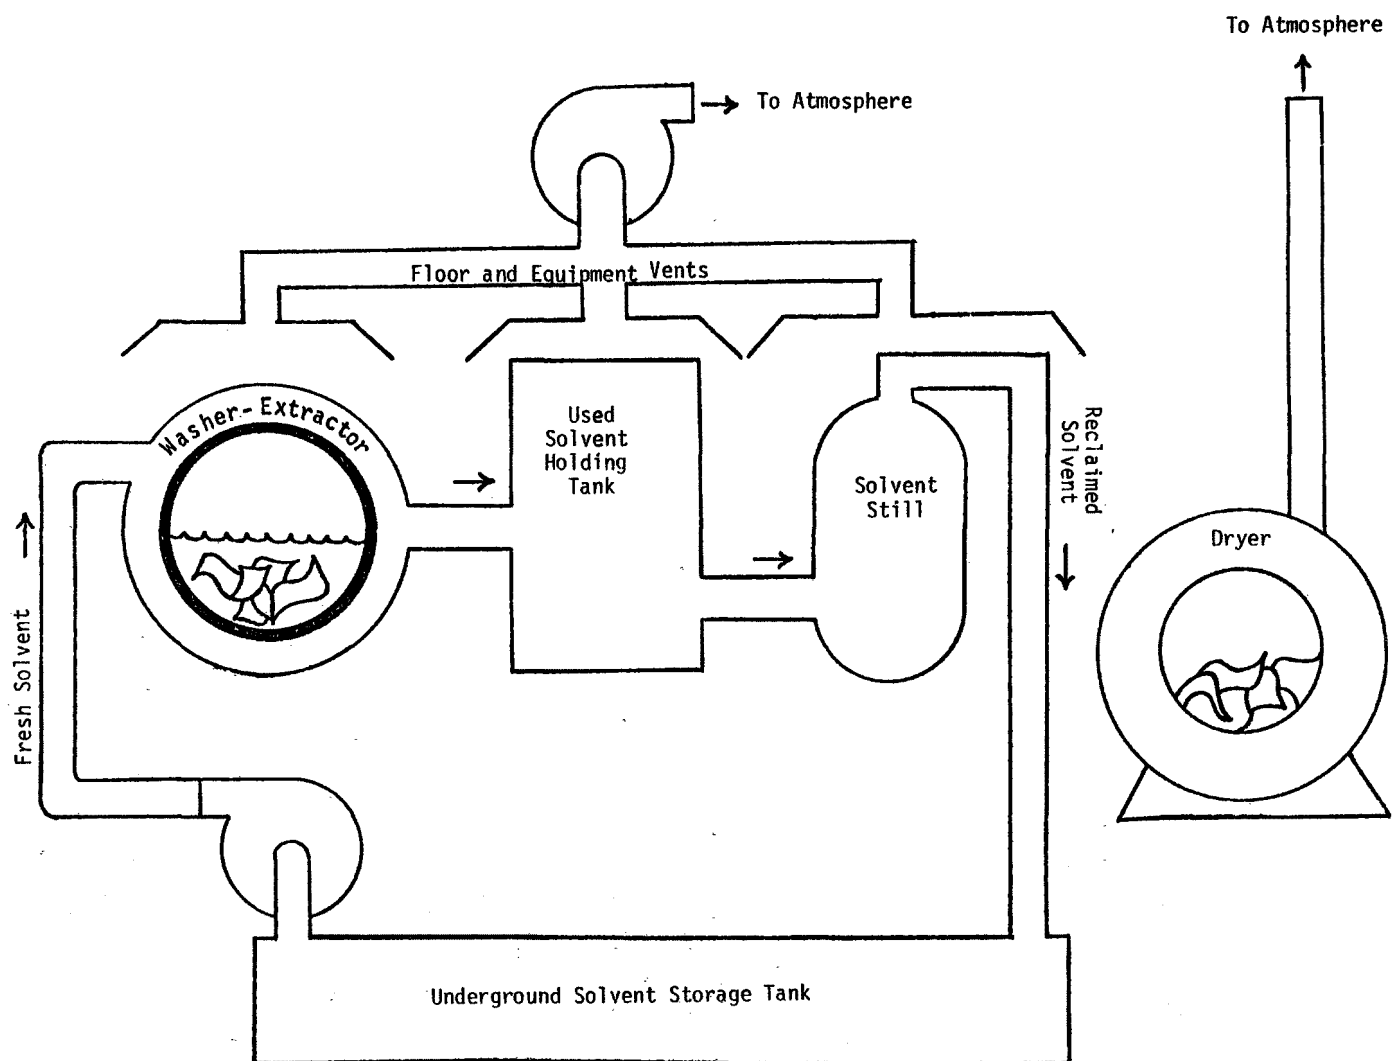 To Atmosphere
To Atmosphere
Floor and Equipment Vents
Washer-Extractor
Used
Solvent
Holding
Tank
Solvent
Still
Reclaimed
Solvent
Dryer
Fresh Solvent
Underground Solvent Storage Tank